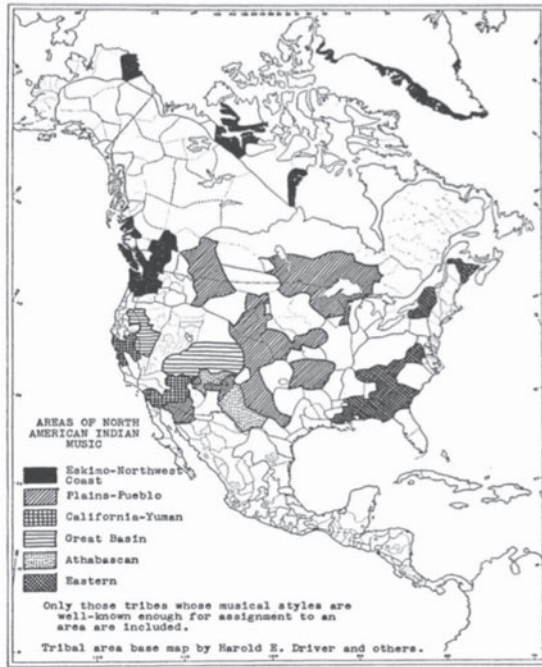 AREAS OF NORTH
AMERICAN INDIAN
MUSIC
Eskimo-Northwest
Coast
Plains-Pueblo
California-Yuman
Great Basin
Athabascan
Eastern
Only those tribes whose musical styles are
well-known enough for assignment to an
area are included.
Tribal area base map by Harold E. Driver and others.